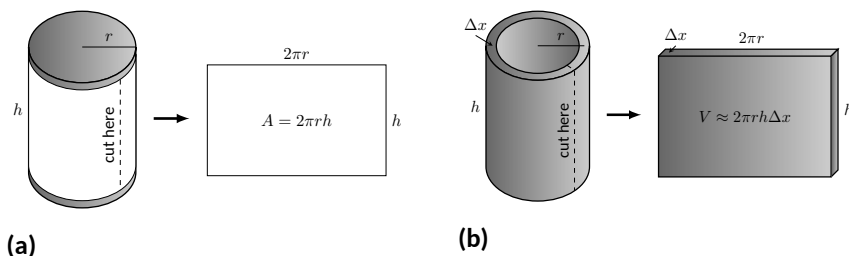 r
h
cut here
2πr
A = 2πrh
h
(a)
Δx
r
h
cut here
Δx
2πr
V ≈ 2πrhΔx
h
(b)